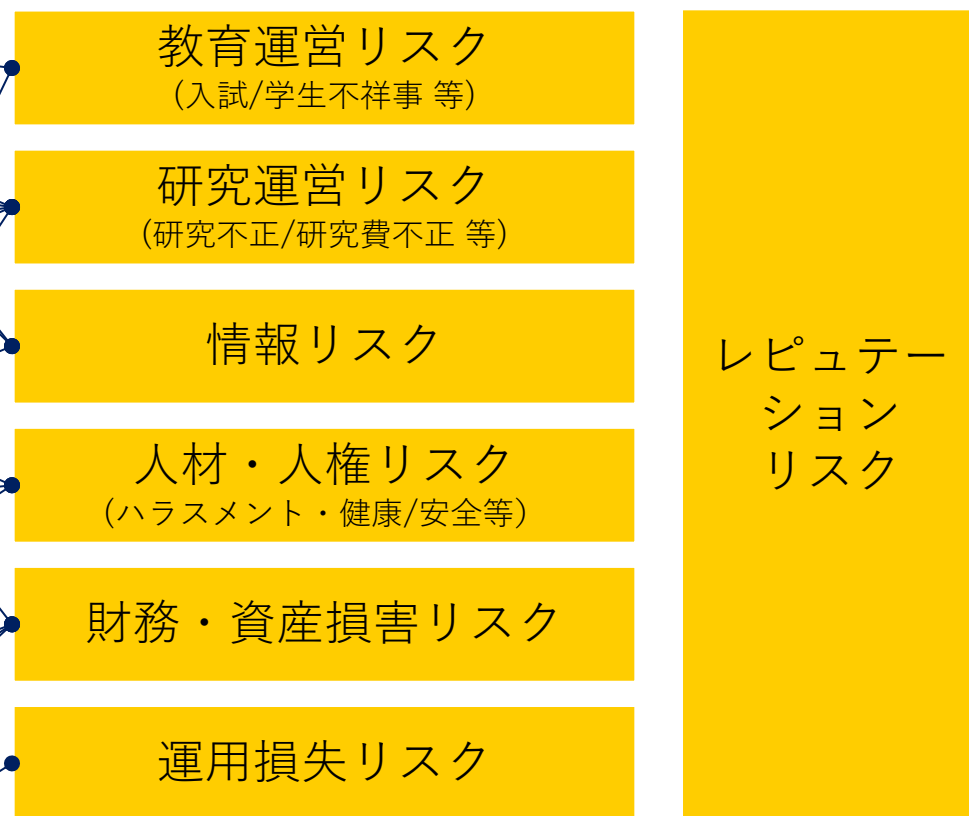 教育運営リスク
(入試/学生不祥事 等)
研究運営リスク
(研究不正/研究費不正 等)
情報リスク
人材・人権リスク
(ハラスメント・健康/安全等)
財務・資産損害リスク
運用損失リスク
レピュテー
ション
リスク